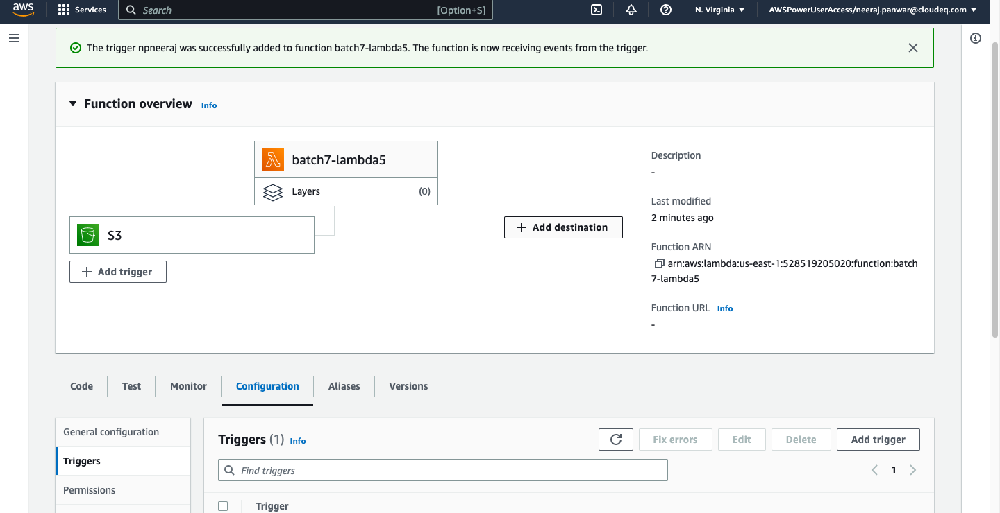 aws
Services
Search
[Option+S]
N. Virginia
AWSPowerUserAccess/neeraj.panwar@cloudeq.com
The trigger npneeraj was successfully added to function batch7-lambda5. The function is now receiving events from the trigger.
Function overview Info
batch7-lambda5
Layers (0)
S3
Add trigger
Add destination
Description
-
Last modified
2 minutes ago
Function ARN
arn:aws:lambda:us-east-1:528519205020:function:batch
7-lambda5
Function URL Info
-
Code
Test
Monitor
Configuration
Aliases
Versions
General configuration
Triggers
Permissions
Triggers (1) Info
Fix errors
Edit
Delete
Add trigger
Find triggers
1
Trigger